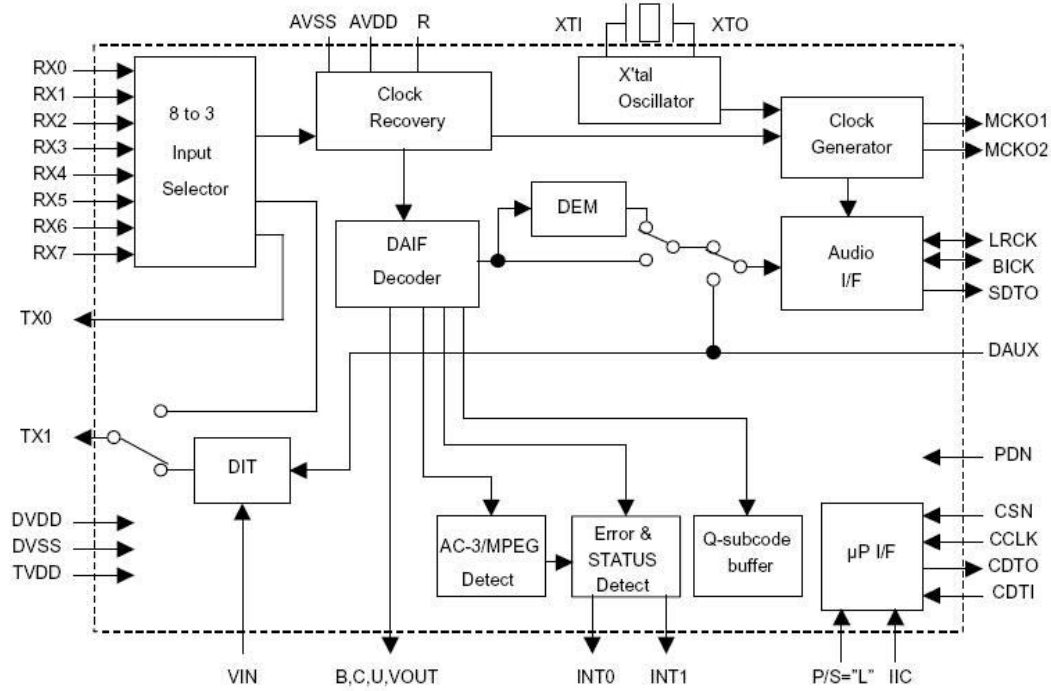 AVSS AVDD R
XTI XTO
RX0
RX1
RX2
RX3
RX4
RX5
RX6
RX7
8 to 3
Input
Selector
Clock
Recovery
X'tal
Oscillator
Clock
Generator
MCKO1
MCKO2
DEM
DAIF
Decoder
Audio
I/F
LRCK
BICK
SDTO
TX0
DAUX
TX1
DIT
PDN
DVDD
DVSS
TVDD
AC-3/MPEG
Detect
Error &
STATUS
Detect
Q-subcode
buffer
µP I/F
CSN
CCLK
CDTO
CDTI
VIN
B,C,U,VOUT
INT0
INT1
P/S="L"
IIC